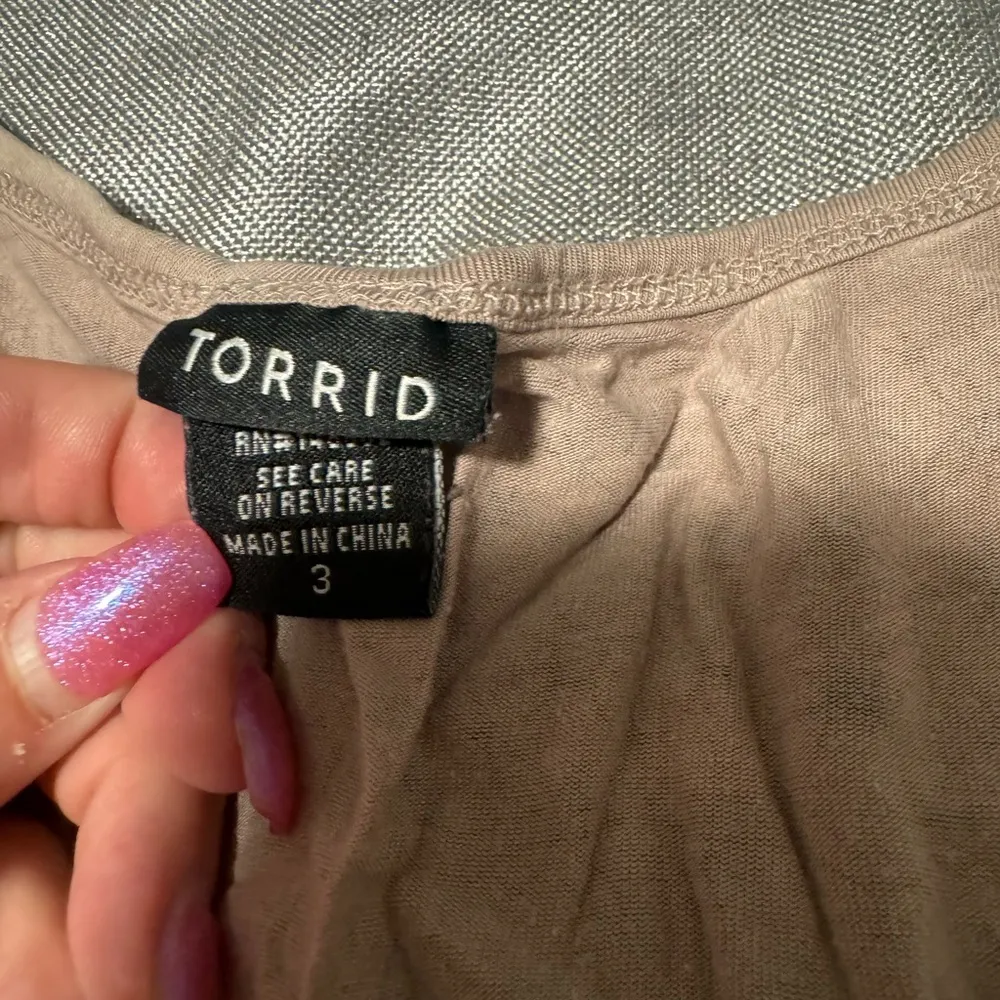 TORRID
SEE CARE
ON REVERSE
MADE IN CHINA
3